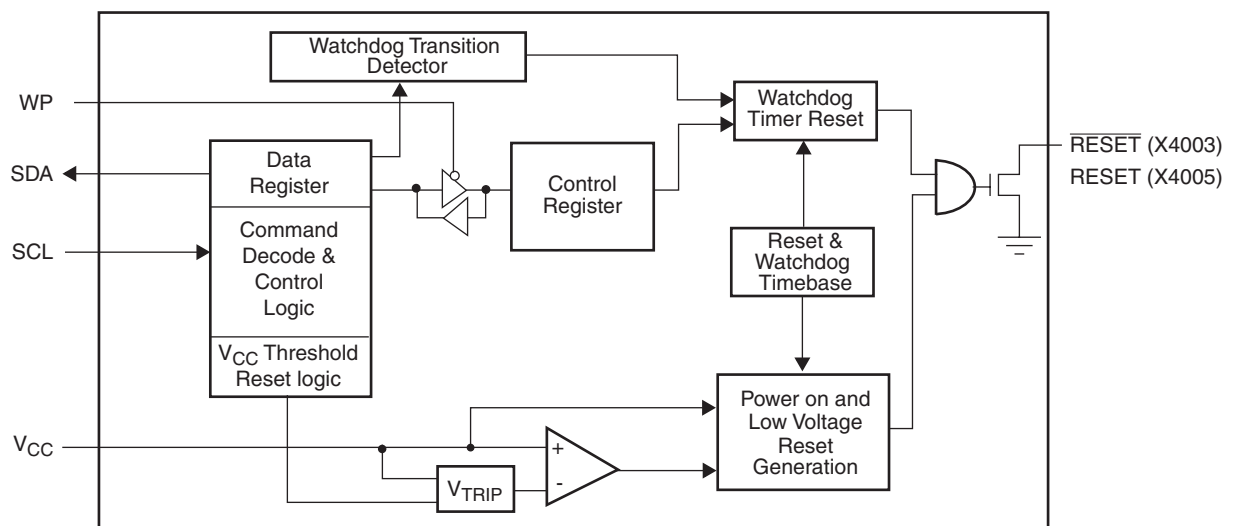 Watchdog Transition
Detector
WP
Watchdog
Timer Reset
RESET (X4003)
RESET (X4005)
SDA
Data
Register
Control
Register
SCL
Command
Decode &
Control
Logic
Reset &
Watchdog
Timebase
VCC Threshold
Reset logic
Power on and
Low Voltage
Reset
Generation
VCC
+
-
VTRIP